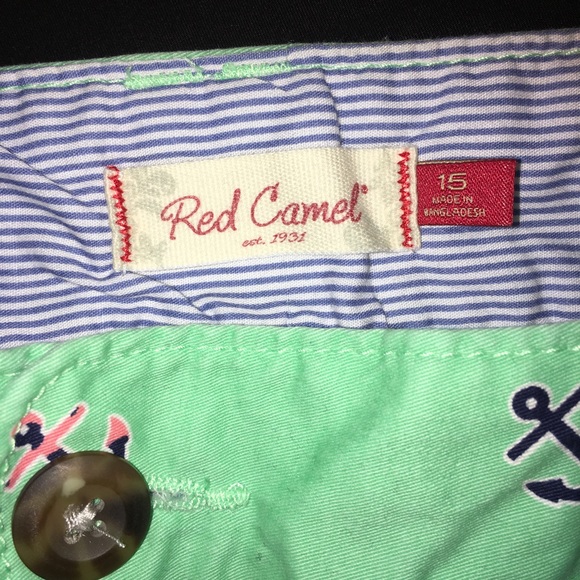 Red Camel®
est. 1931
15
MADE IN
BANGLADESH